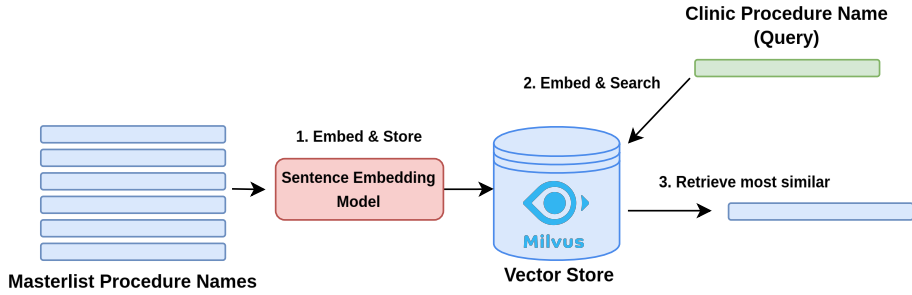 Clinic Procedure Name
(Query)
2. Embed & Search
1. Embed & Store
Sentence Embedding
Model
3. Retrieve most similar
Milvus
Vector Store
Masterlist Procedure Names